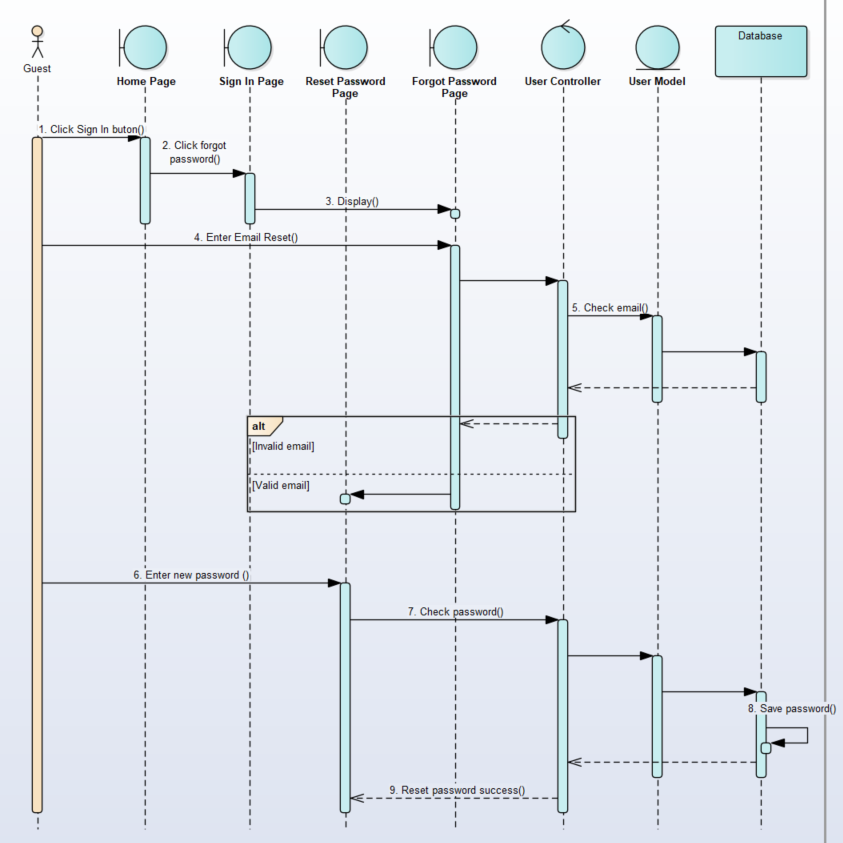 Database
Guest
Home Page
Sign In Page
Reset Password
Page
Forgot Password
Page
User Controller
User Model
1. Click Sign In buton()
2. Click forgot
password()
3. Display()
4. Enter Email Reset()
5. Check email()
alt
[Invalid email]
[Valid email]
6. Enter new password ()
7. Check password()
8. Save password()
9. Reset password success()